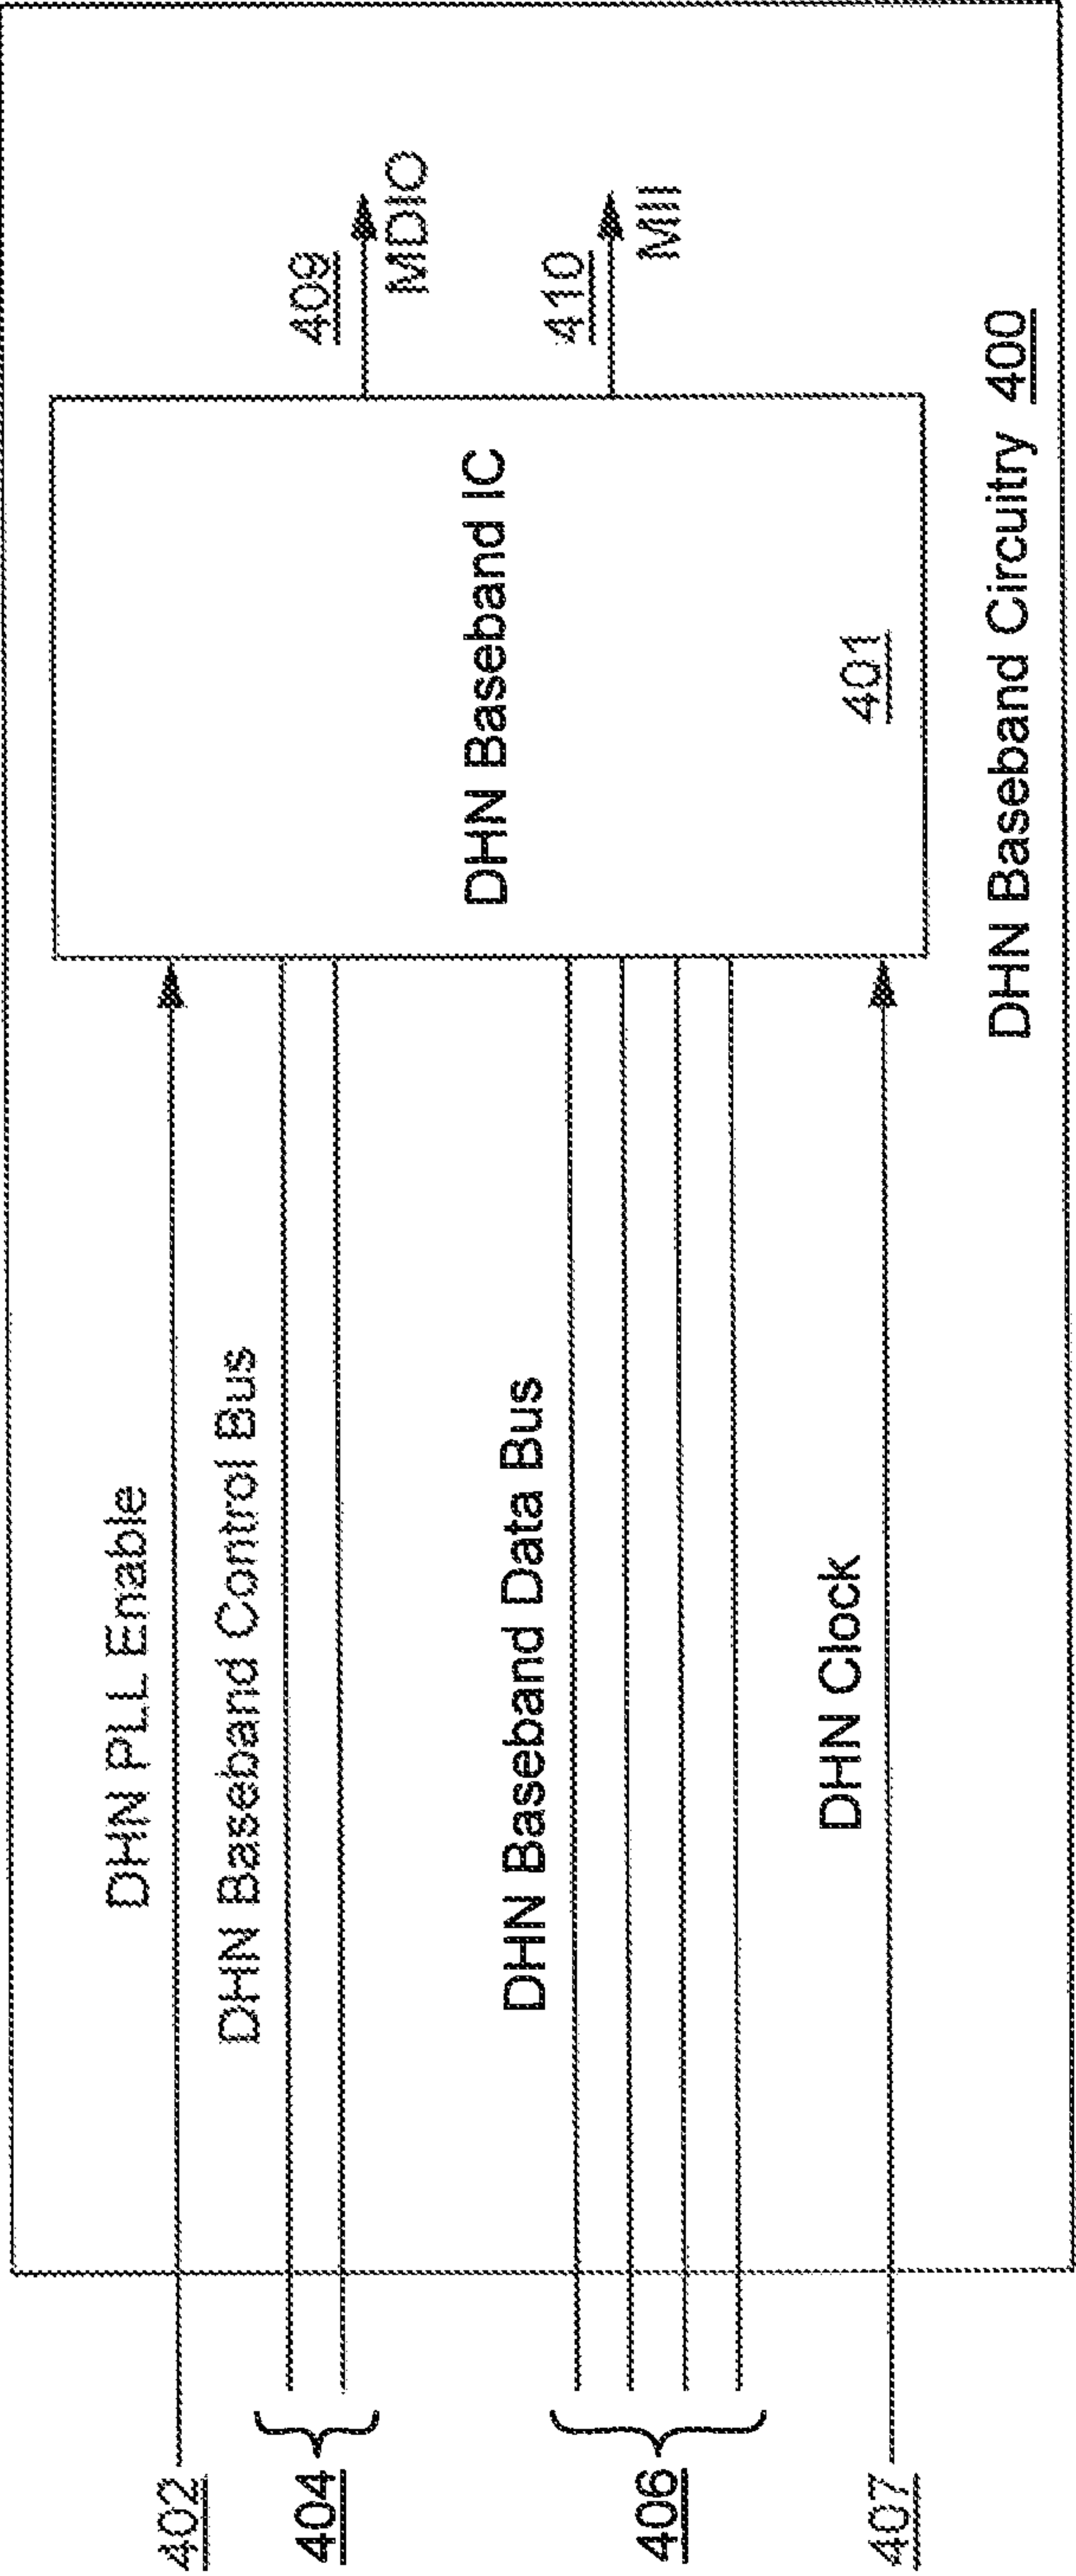 402
DHN PLL Enable
404
DHN Baseband Control Bus
406
DHN Baseband Data Bus
407
DHN Clock
DHN Baseband IC
401
409
MDIO
410
MII
DHN Baseband Circuitry 400